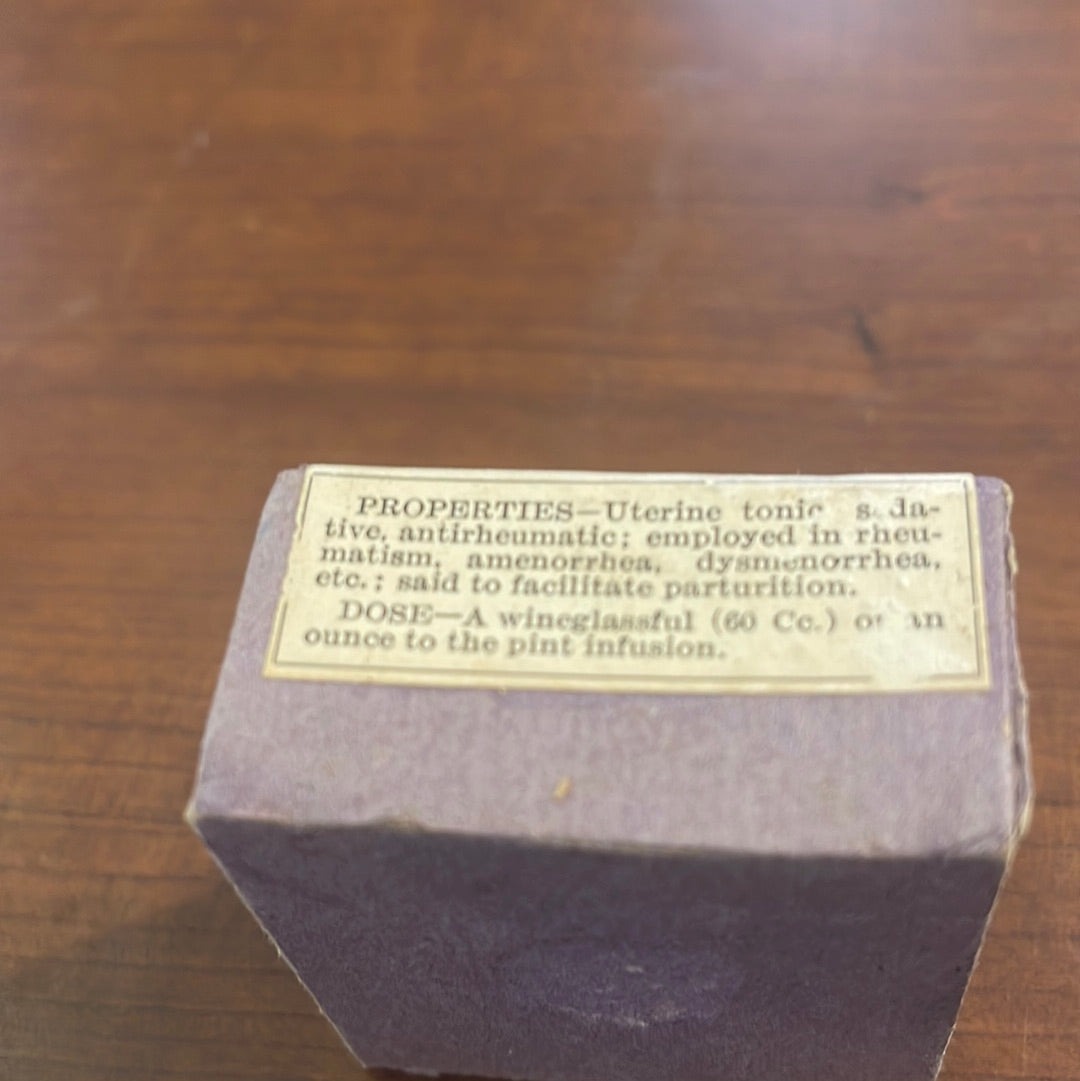 PROPERTIES—Uterine tonic sda-
tive, antirheumatic; employed in rheu-
matism, amenorrhea, dysmenorrhea,
etc.; said to facilitate parturition.
DOSE—A wineglassful (60 Cc.) of an
ounce to the pint infusion.